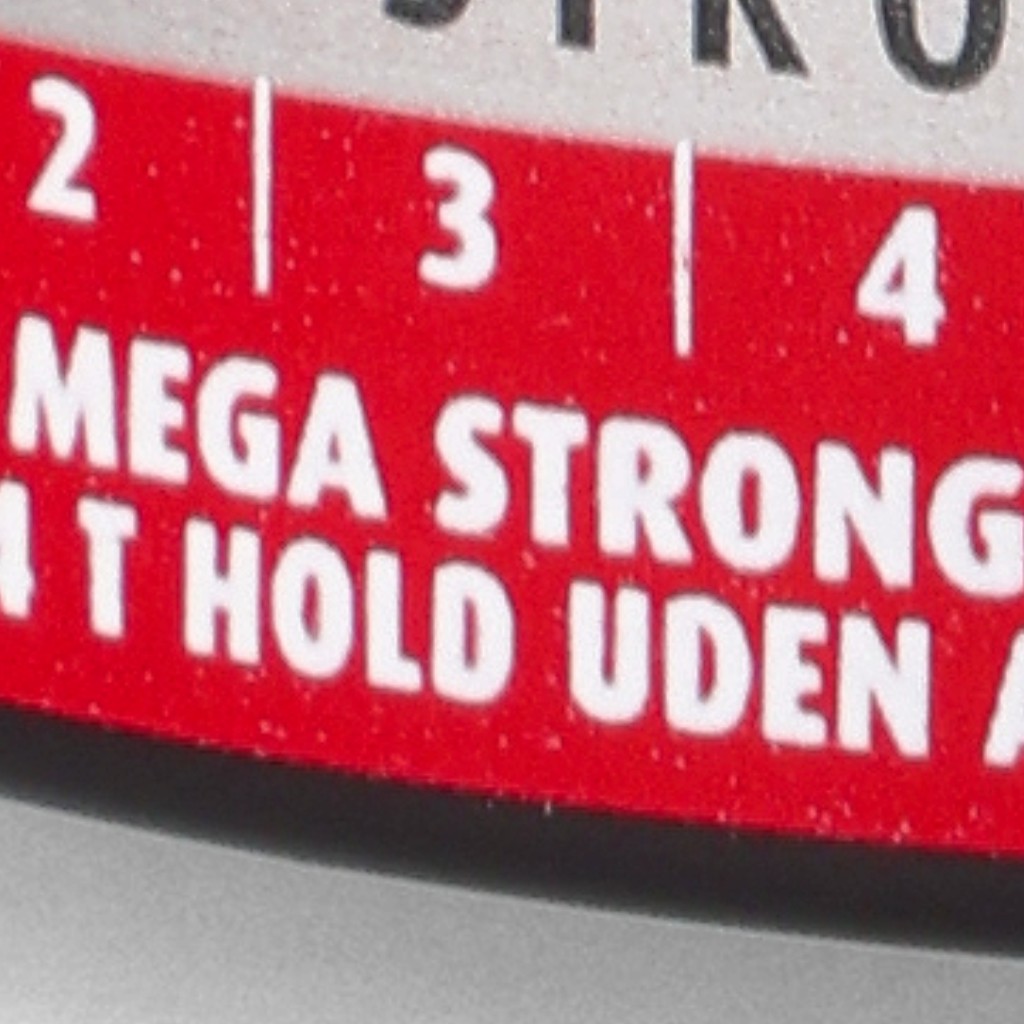 2 3 4
MEGA STRONG
T HOLD UDEN